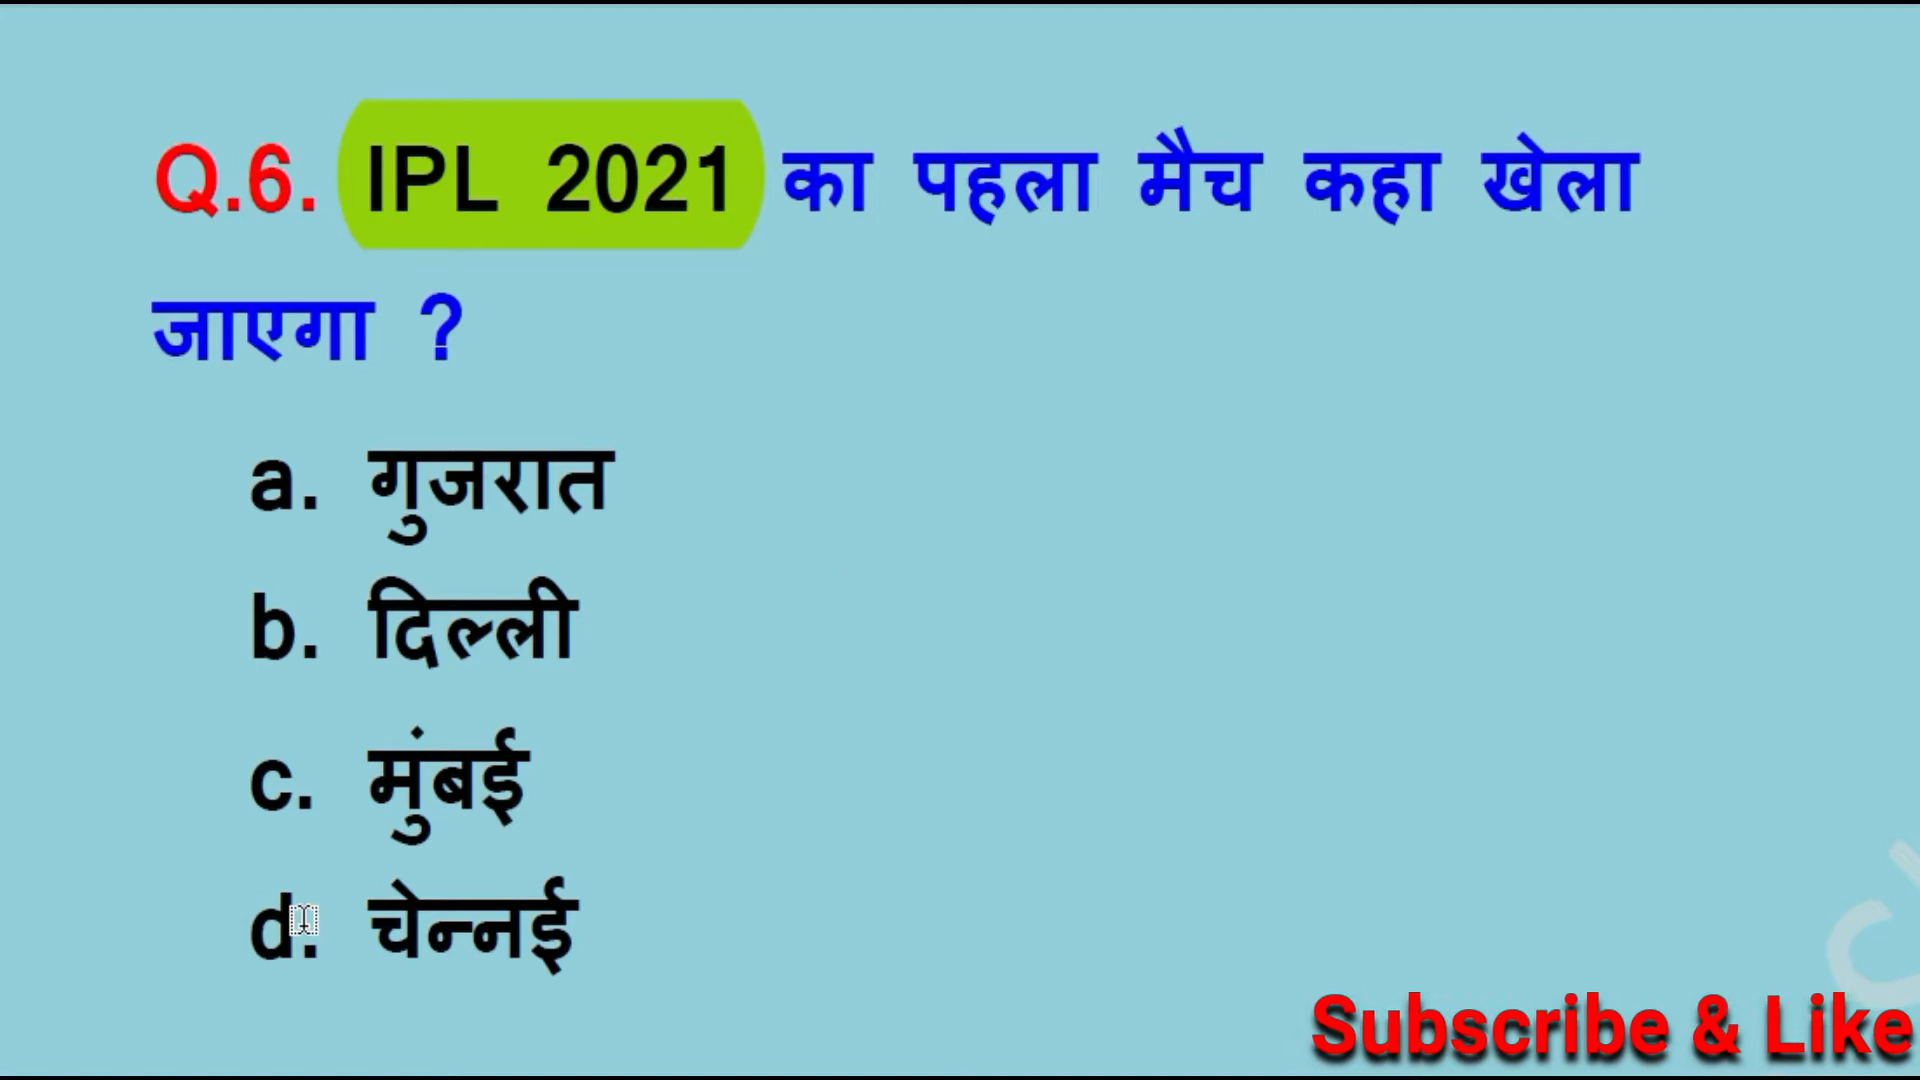 Q.6. IPL 2021 का पहला मैच कहा खेला
जाएगा ?
a. गुजरात
b. दिल्ली
c. मुंबई
d. चेन्नई
Subscribe & Like